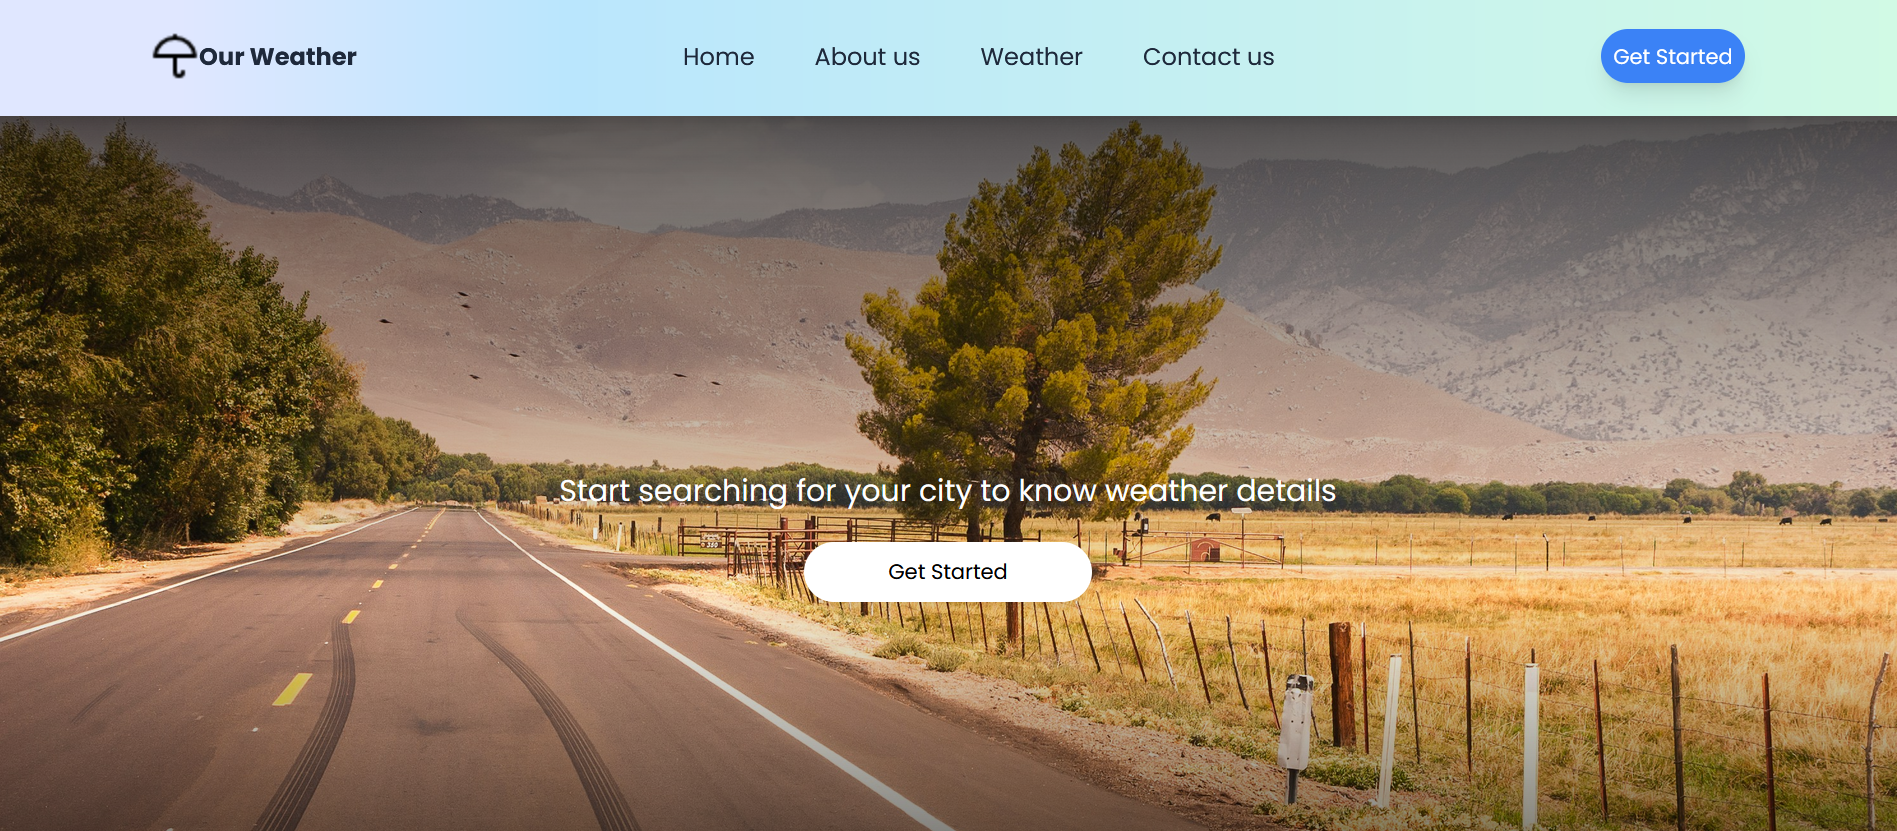 Our Weather
Home
About us
Weather
Contact us
Get Started
Start searching for your city to know weather details
Get Started